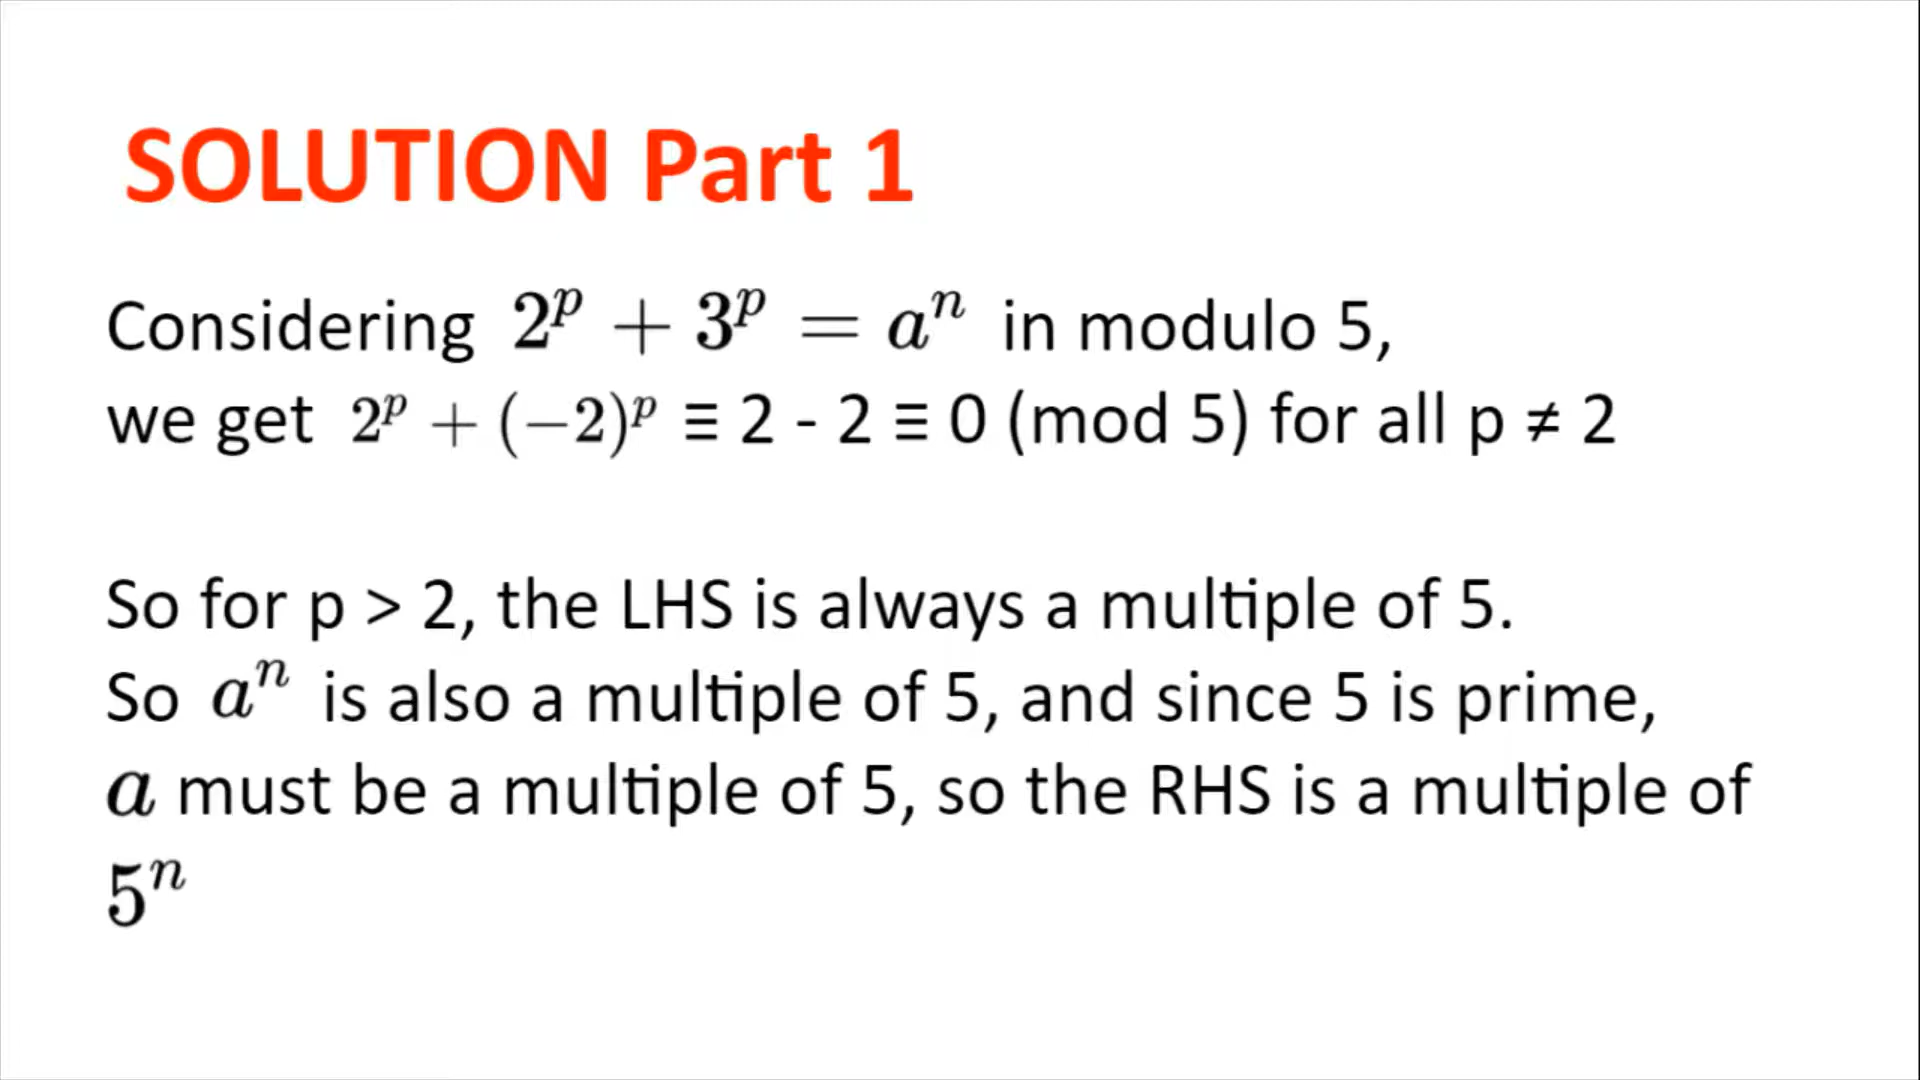 SOLUTION Part 1
Considering 2^p + 3^p = a^n in modulo 5,
we get 2^p + (−2)^p ≡ 2 - 2 ≡ 0 (mod 5) for all p ≠ 2
So for p > 2, the LHS is always a multiple of 5.
So a^n is also a multiple of 5, and since 5 is prime,
a must be a multiple of 5, so the RHS is a multiple of
5^n